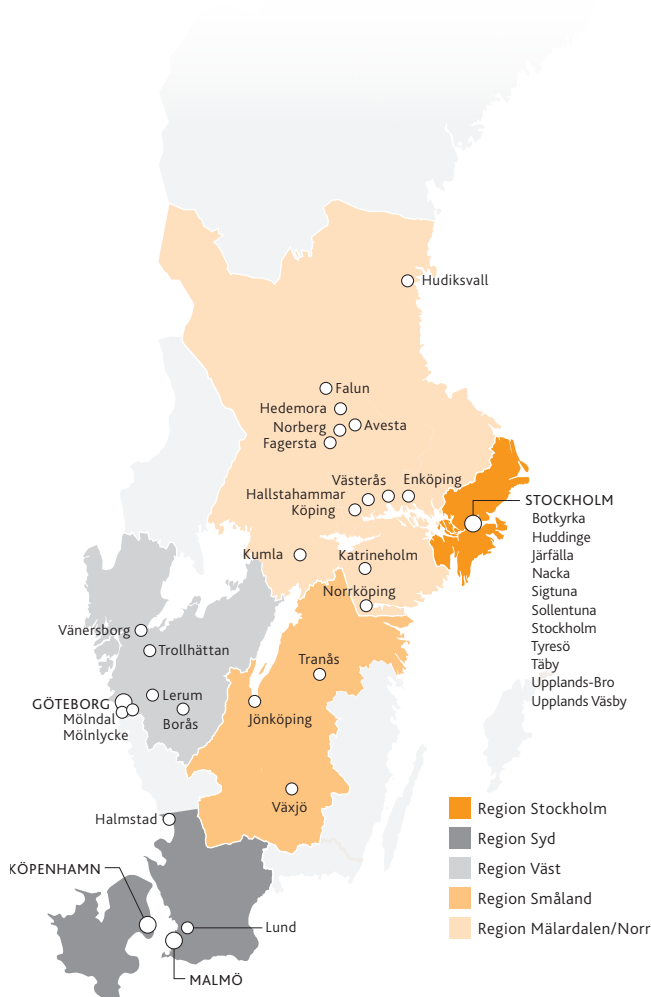 Hudiksvall
Falun
Hedemora
Norberg
Avesta
Fagersta
Västerås
Enköping
Hallstahammar
Köping
STOCKHOLM
Botkyrka
Huddinge
Järfälla
Nacka
Sigtuna
Sollentuna
Stockholm
Tyresö
Täby
Upplands-Bro
Upplands Väsby
Kumla
Katrineholm
Norrköping
Vänersborg
Trollhättan
Tranås
GÖTEBORG
Mölndal
Mölnlycke
Lerum
Borås
Jönköping
Växjö
Halmstad
KÖPENHAMN
Lund
MALMÖ
Region Stockholm
Region Syd
Region Väst
Region Småland
Region Mälardalen/Norr